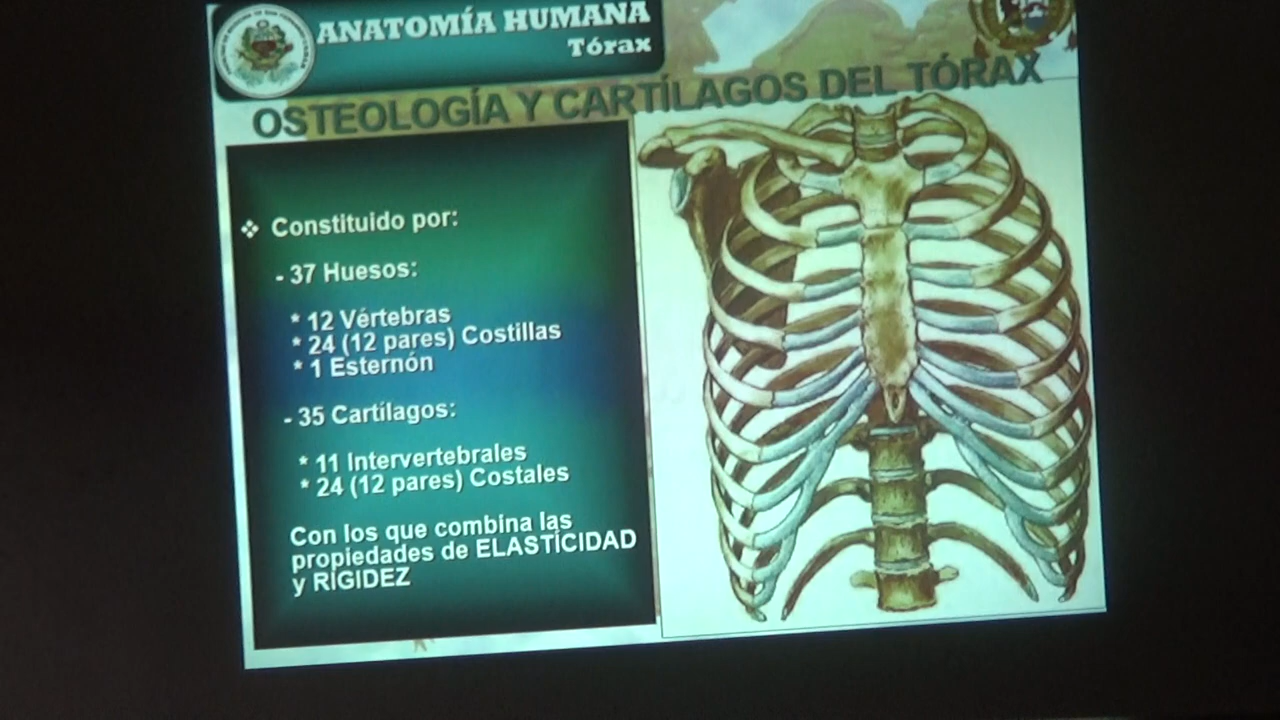 ANATOMÍA HUMANA
Tórax
OSTEOLOGÍA Y CARTÍLAGOS DEL TÓRAX
❖ Constituido por:
- 37 Huesos:
* 12 Vértebras
* 24 (12 pares) Costillas
* 1 Esternón
- 35 Cartílagos:
* 11 Intervertebrales
* 24 (12 pares) Costales
Con los que combina las
propiedades de ELASTICIDAD
y RIGIDEZ